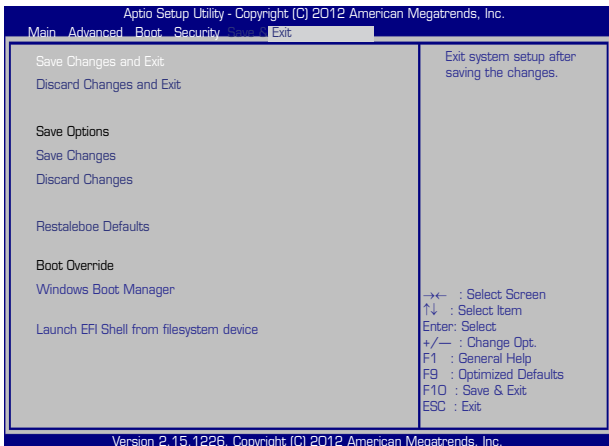 Aptio Setup Utility - Copyright (C) 2012 American Megatrends, Inc.
Main Advanced Boot Security Save & Exit
Save Changes and Exit
Discard Changes and Exit
Save Options
Save Changes
Discard Changes
Restaleboe Defaults
Boot Override
Windows Boot Manager
Launch EFI Shell from filesystem device
Exit system setup after
saving the changes.
→← : Select Screen
↑↓ : Select Item
Enter: Select
+/— : Change Opt.
F1 : General Help
F9 : Optimized Defaults
F10 : Save & Exit
ESC : Exit
Version 2.15.1226. Copyright (C) 2012 American Megatrends, Inc.